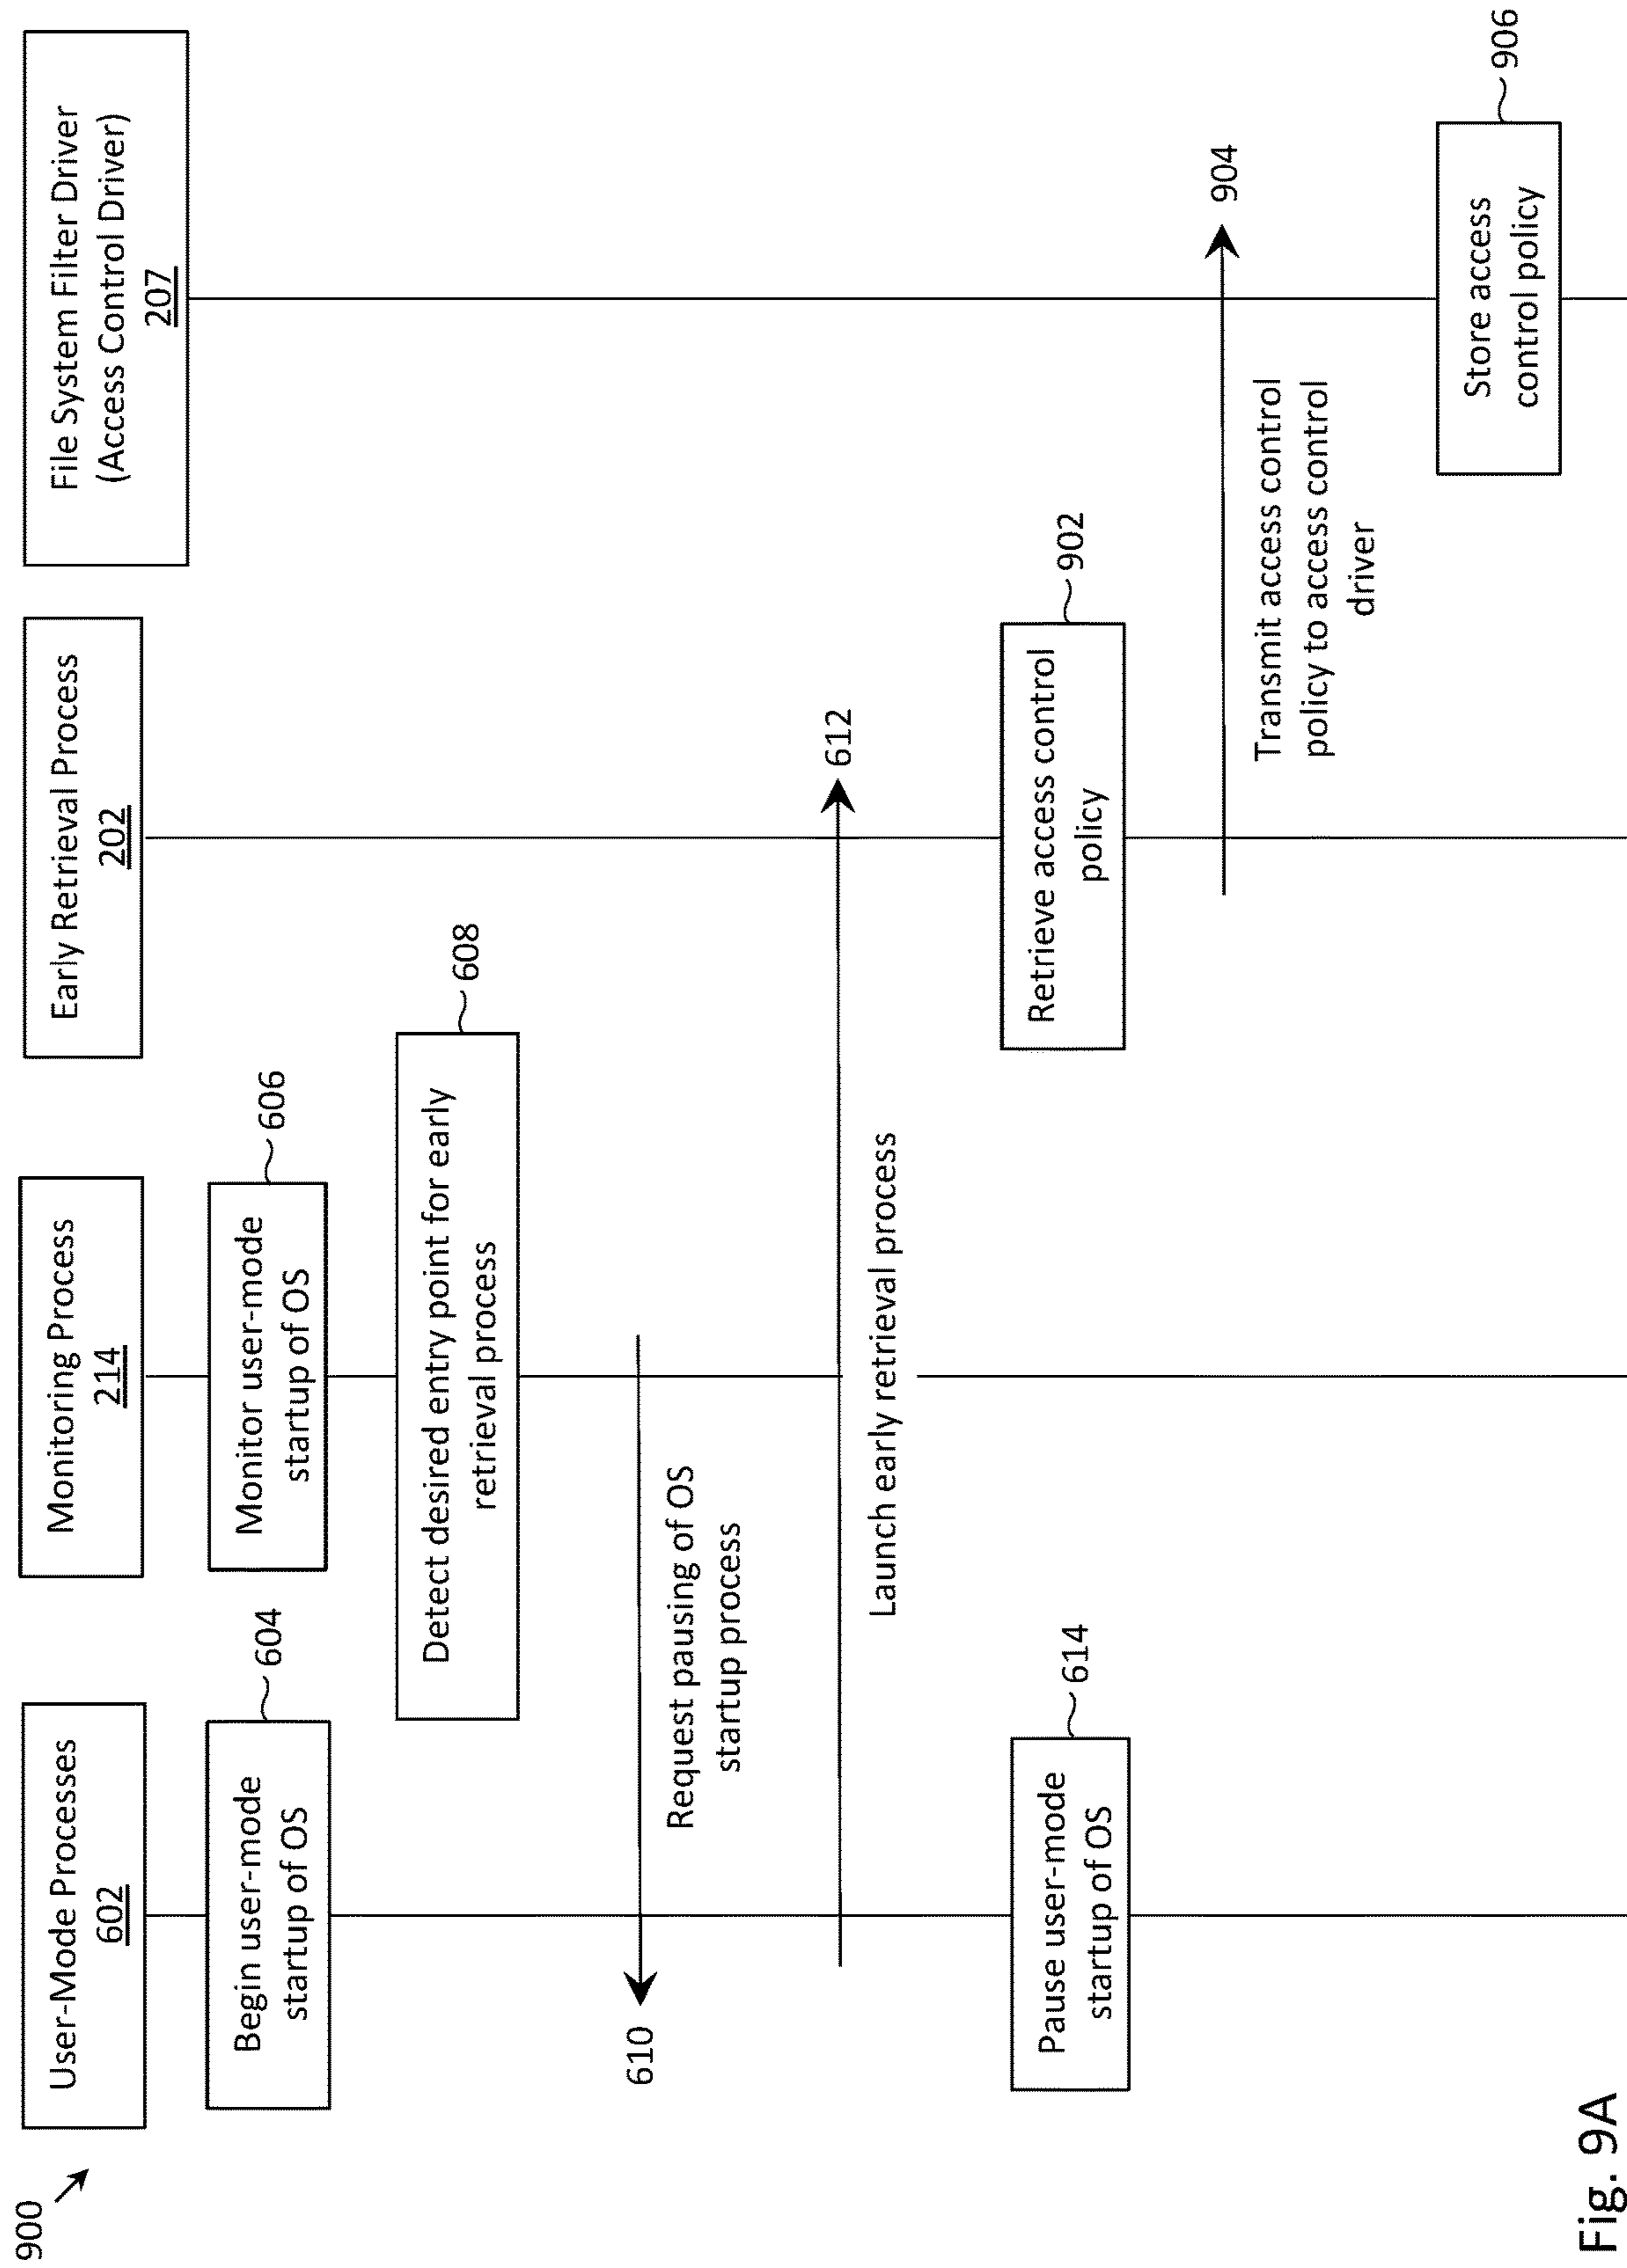 900
User-Mode Processes
602
Monitoring Process
214
Early Retrieval Process
202
File System Filter Driver
(Access Control Driver)
207
Begin user-mode
startup of OS
604
Monitor user-mode
startup of OS
606
Detect desired entry point for early
retrieval process
608
610
Request pausing of OS
startup process
612
Launch early retrieval process
Pause user-mode
startup of OS
614
Retrieve access control
policy
902
904
Transmit access control
policy to access control
driver
Store access
control policy
906
Fig. 9A